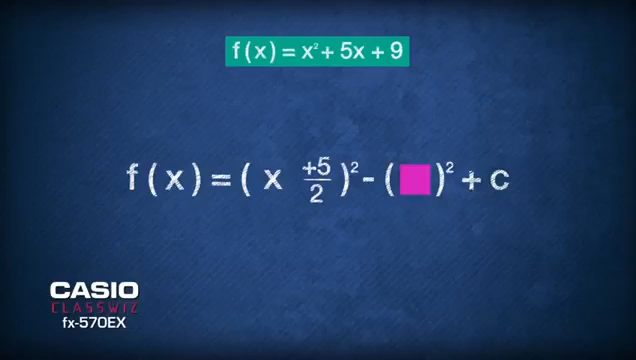 f(x) = x² + 5x + 9
f(x) = ( x +5/2 )² - ( )² + c
CASIO
CLASSWIZ
fx-570EX